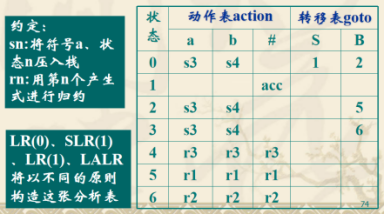 约定:
sn:将符号a、状
态n压入栈
rn:用第n个产生
式进行归约
LR(0)、SLR(1)
、LR(1)、LALR
将以不同的原则
构造这张分析表
状态 动作表action 转移表goto
a b # S B
0 s3 s4 1 2
1 acc
2 s3 s4 5
3 s3 s4 6
4 r3 r3 r3
5 r1 r1 r1
6 r2 r2 r2
74